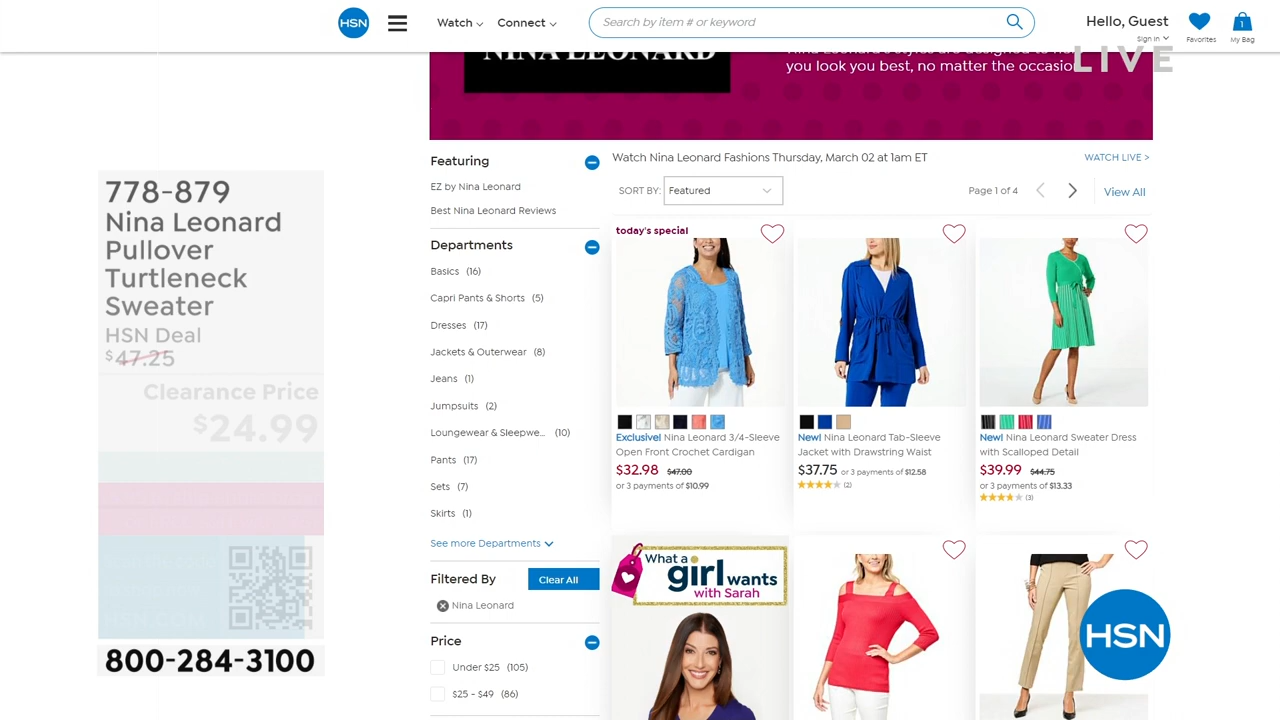 HSN
Watch
Connect
Search by item # or keyword
Hello, Guest
Sign In
Favorites
1
My Bag
LIVE
NINA LEONARD
you look you best, no matter the occasion
778-879
Nina Leonard
Pullover
Turtleneck
Sweater
HSN Deal
$47.25
Clearance Price
$24.99
800-284-3100
Featuring
EZ by Nina Leonard
Best Nina Leonard Reviews
Departments
Basics (16)
Capri Pants & Shorts (5)
Dresses (17)
Jackets & Outerwear (8)
Jeans (1)
Jumpsuits (2)
Loungewear & Sleepwe... (10)
Pants (17)
Sets (7)
Skirts (1)
See more Departments
Filtered By
Clear All
Nina Leonard
Price
Under $25 (105)
$25 - $49 (86)
Watch Nina Leonard Fashions Thursday, March 02 at 1am ET
WATCH LIVE >
SORT BY: Featured
Page 1 of 4
View All
today's special
Exclusive! Nina Leonard 3/4-Sleeve
Open Front Crochet Cardigan
$32.98 $47.00
or 3 payments of $10.99
New! Nina Leonard Tab-Sleeve
Jacket with Drawstring Waist
$37.75 or 3 payments of $12.58
(2)
New! Nina Leonard Sweater Dress
with Scalloped Detail
$39.99 $44.75
or 3 payments of $13.33
(3)
What a
girl wants
with Sarah
HSN